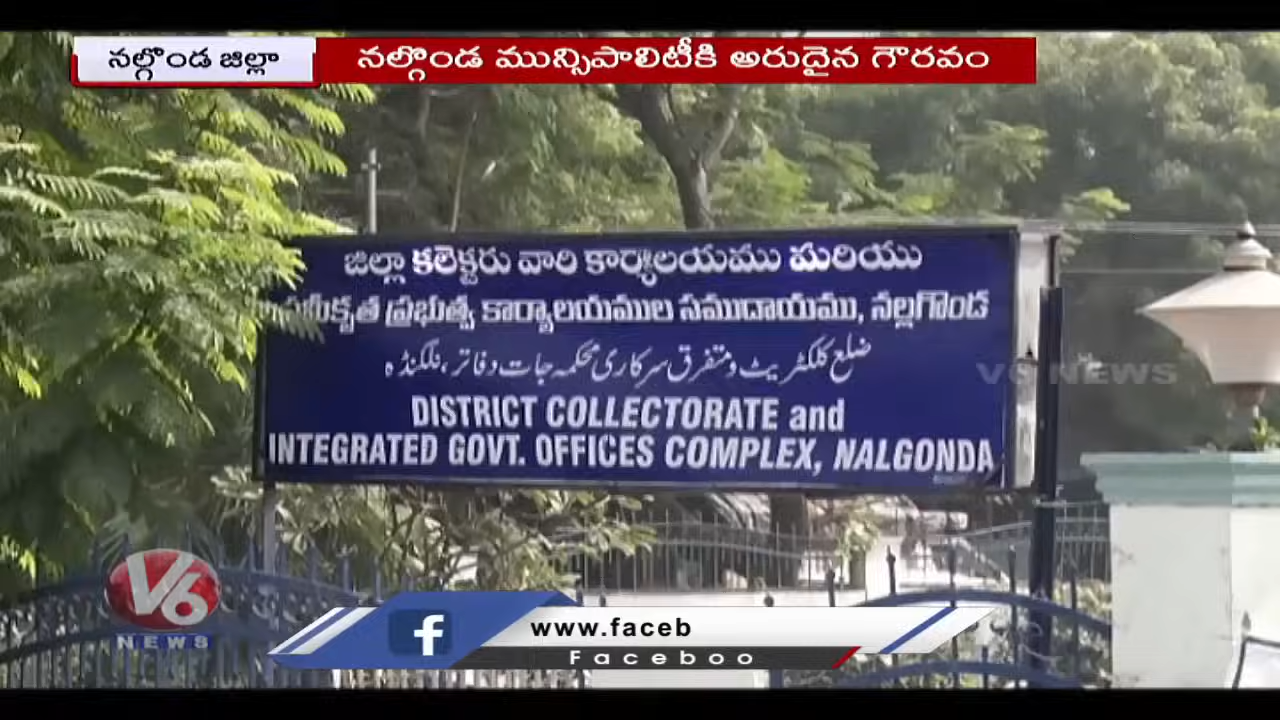 నల్గొండ జిల్లా
నల్గొండ మున్సిపాలిటీకి అరుదైన గౌరవం
జిల్లా కలెక్టరు వారి కార్యాలయము మరియు
సమీకృత ప్రభుత్వ కార్యాలయముల సముదాయము, నల్లగొండ
ضلع کلکٹریٹ و متفرق سرکاری محکمہ جات دفاتر، نلگنڈہ
V6 NEWS
DISTRICT COLLECTORATE and
INTEGRATED GOVT. OFFICES COMPLEX, NALGONDA
V6
NEWS
f
www.faceb
Faceboo